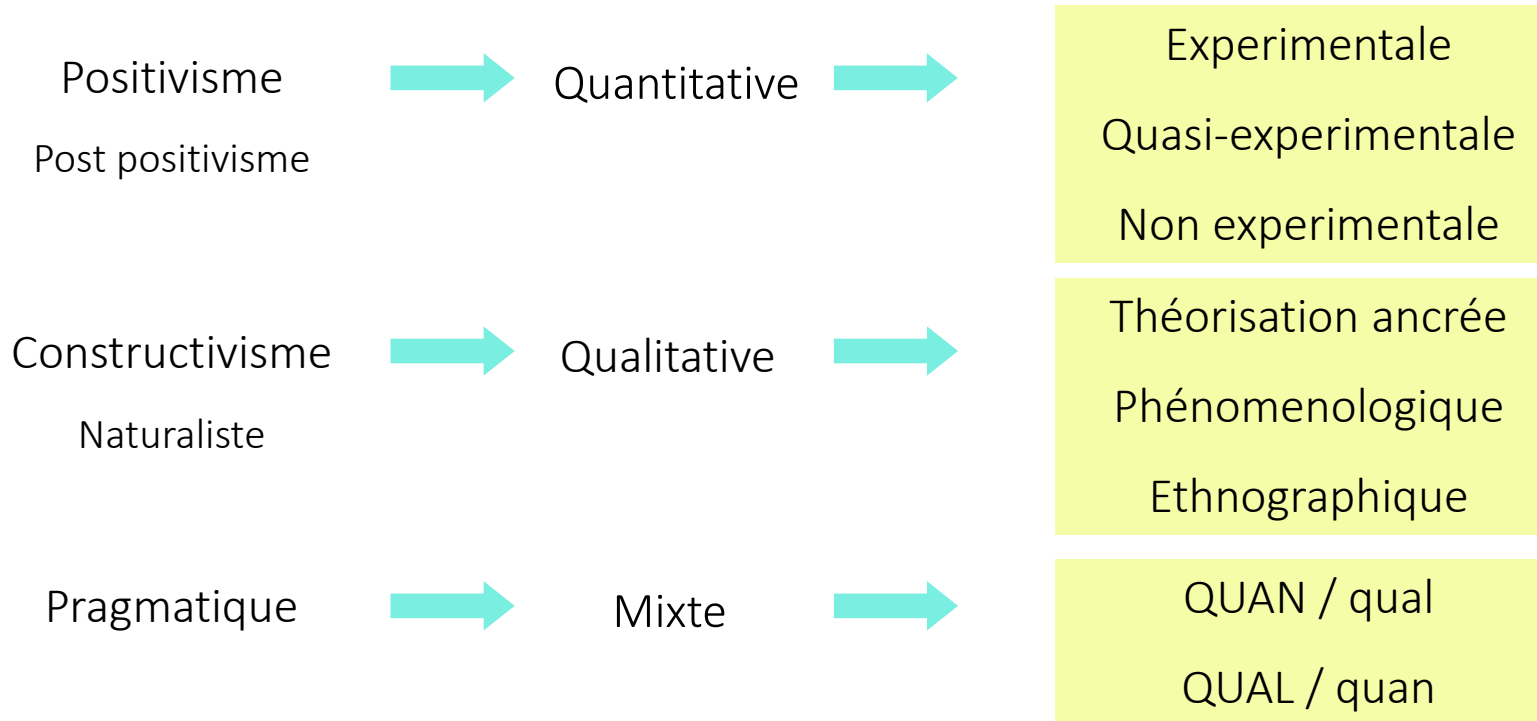 Positivisme
Post positivisme
Quantitative
Experimentale
Quasi-experimentale
Non experimentale
Constructivisme
Naturaliste
Qualitative
Théorisation ancrée
Phénomenologique
Ethnographique
Pragmatique
Mixte
QUAN / qual
QUAL / quan